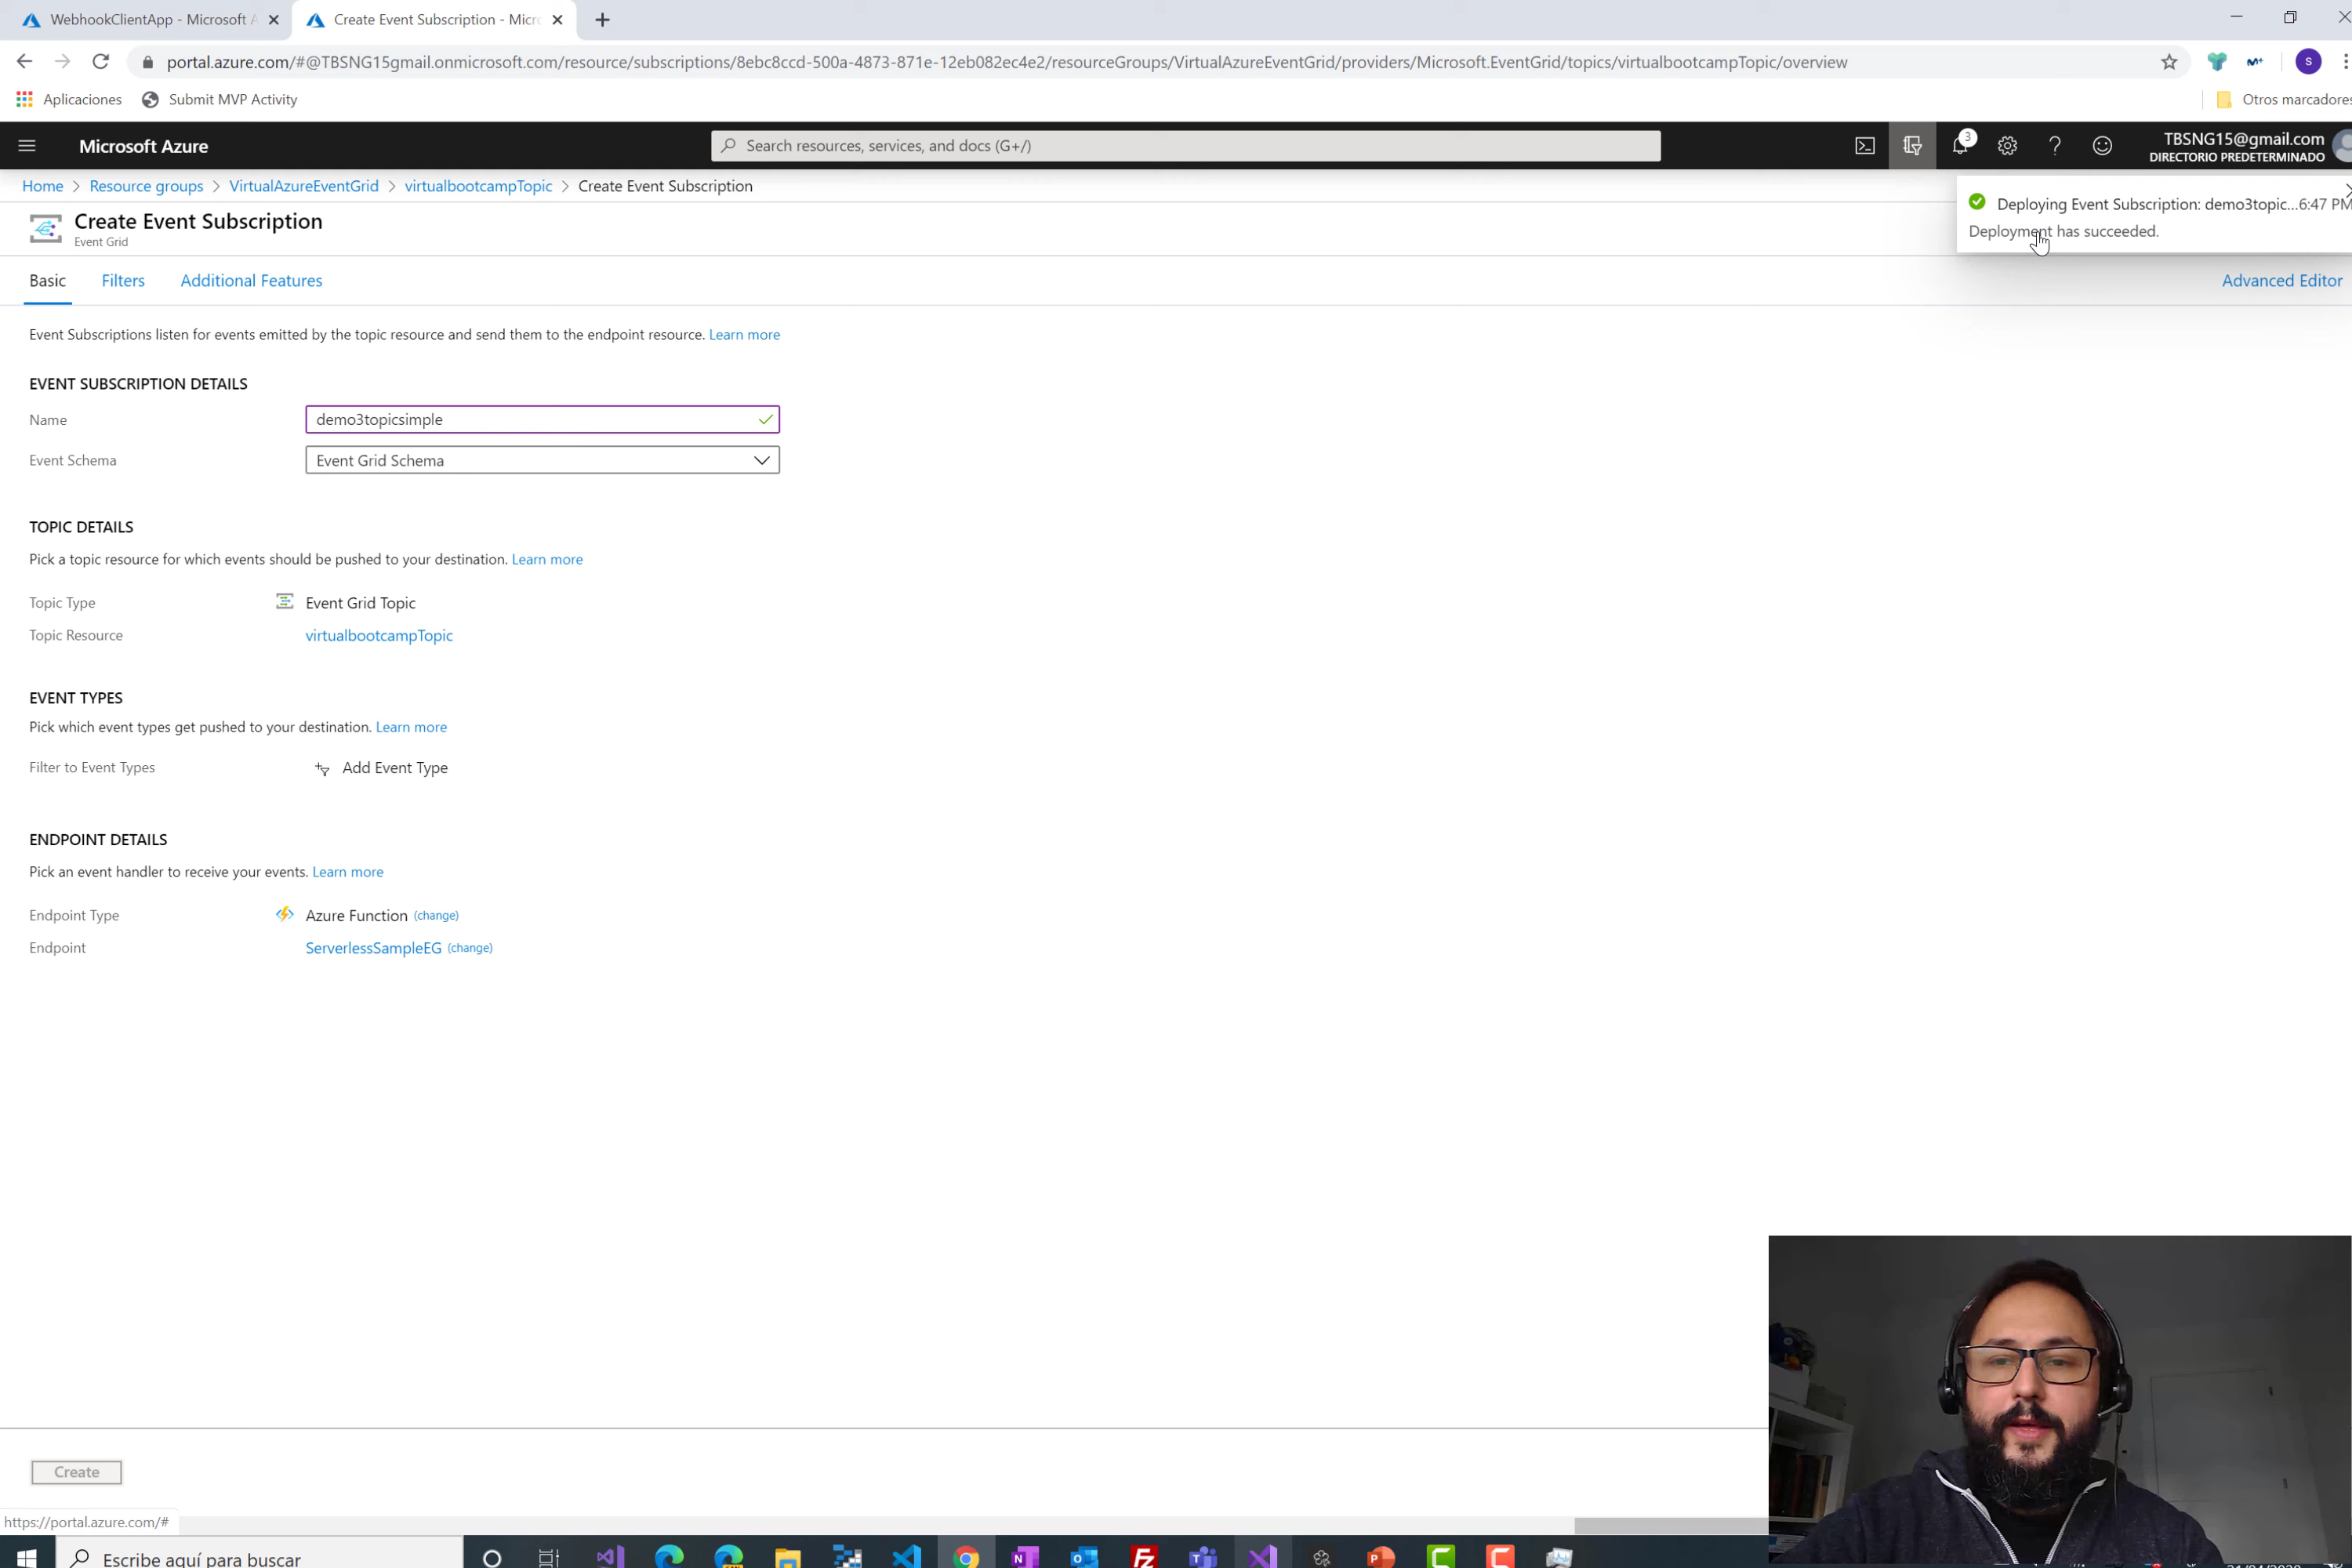 WebhookClientApp - Microsoft A
Create Event Subscription - Micro
portal.azure.com/#@TBSNG15gmail.onmicrosoft.com/resource/subscriptions/8ebc8ccd-500a-4873-871e-12eb082ec4e2/resourceGroups/VirtualAzureEventGrid/providers/Microsoft.EventGrid/topics/virtualbootcampTopic/overview
S
Aplicaciones
Submit MVP Activity
Otros marcadores
Microsoft Azure
Search resources, services, and docs (G+/)
3
TBSNG15@gmail.com
DIRECTORIO PREDETERMINADO
Home > Resource groups > VirtualAzureEventGrid > virtualbootcampTopic > Create Event Subscription
Create Event Subscription
Event Grid
Deploying Event Subscription: demo3topic...6:47 PM
Deployment has succeeded.
Basic
Filters
Additional Features
Advanced Editor
Event Subscriptions listen for events emitted by the topic resource and send them to the endpoint resource. Learn more
EVENT SUBSCRIPTION DETAILS
Name
demo3topicsimple
Event Schema
Event Grid Schema
TOPIC DETAILS
Pick a topic resource for which events should be pushed to your destination. Learn more
Topic Type
Event Grid Topic
Topic Resource
virtualbootcampTopic
EVENT TYPES
Pick which event types get pushed to your destination. Learn more
Filter to Event Types
Add Event Type
ENDPOINT DETAILS
Pick an event handler to receive your events. Learn more
Endpoint Type
Azure Function (change)
Endpoint
ServerlessSampleEG (change)
Create
https://portal.azure.com/#
Escribe aquí para buscar